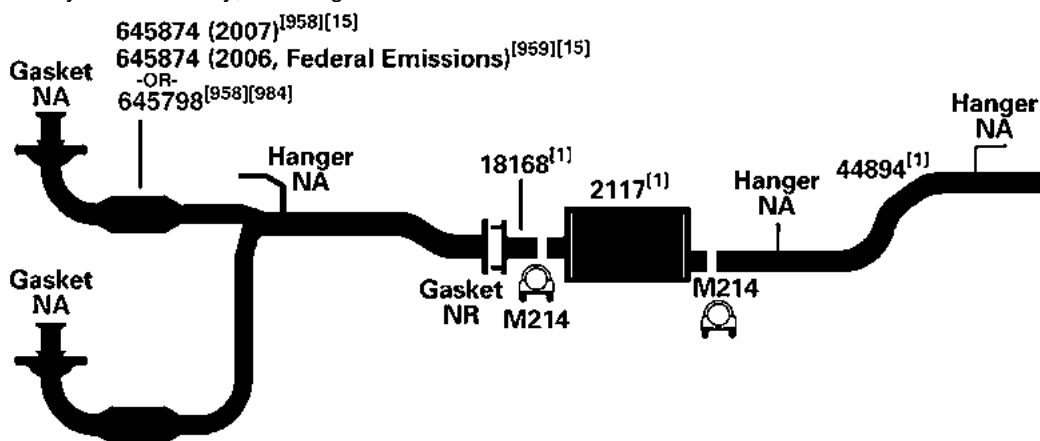 645874 (2007)[958][15]
645874 (2006, Federal Emissions)[959][15]
-OR-
645798[958][984]
Gasket
NA
Hanger
NA
18168[1]
2117[1]
Hanger
NA
44894[1]
Hanger
NA
Gasket
NA
Gasket
NR
M214
M214